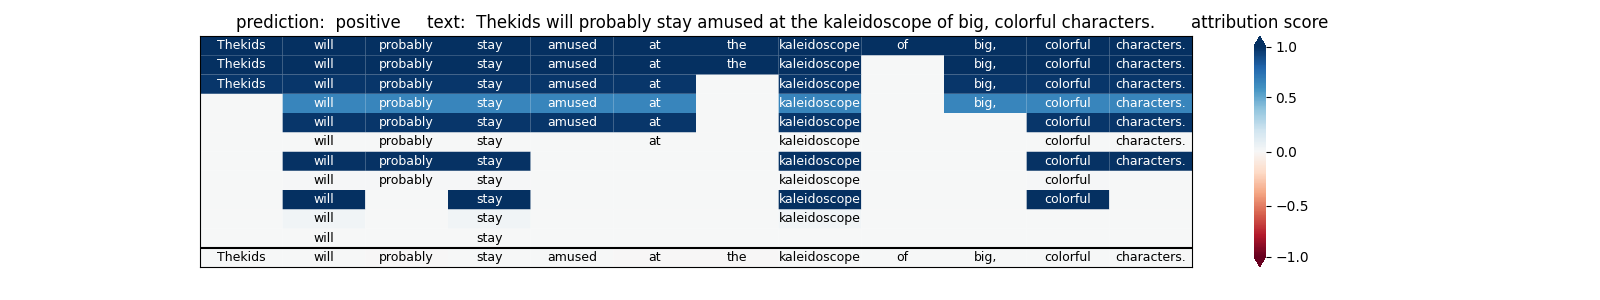 prediction: positive text: Thekids will probably stay amused at the kaleidoscope of big, colorful characters. attribution score
Thekids will probably stay amused at the kaleidoscope of big, colorful characters. 1.0
Thekids will probably stay amused at the kaleidoscope big, colorful characters.
Thekids will probably stay amused at kaleidoscope big, colorful characters.
will probably stay amused at kaleidoscope big, colorful characters. 0.5
will probably stay amused at kaleidoscope colorful characters.
will probably stay at kaleidoscope colorful characters. 0.0
will probably stay kaleidoscope colorful characters.
will probably stay kaleidoscope colorful
will stay kaleidoscope colorful −0.5
will stay kaleidoscope
will stay
Thekids will probably stay amused at the kaleidoscope of big, colorful characters. −1.0